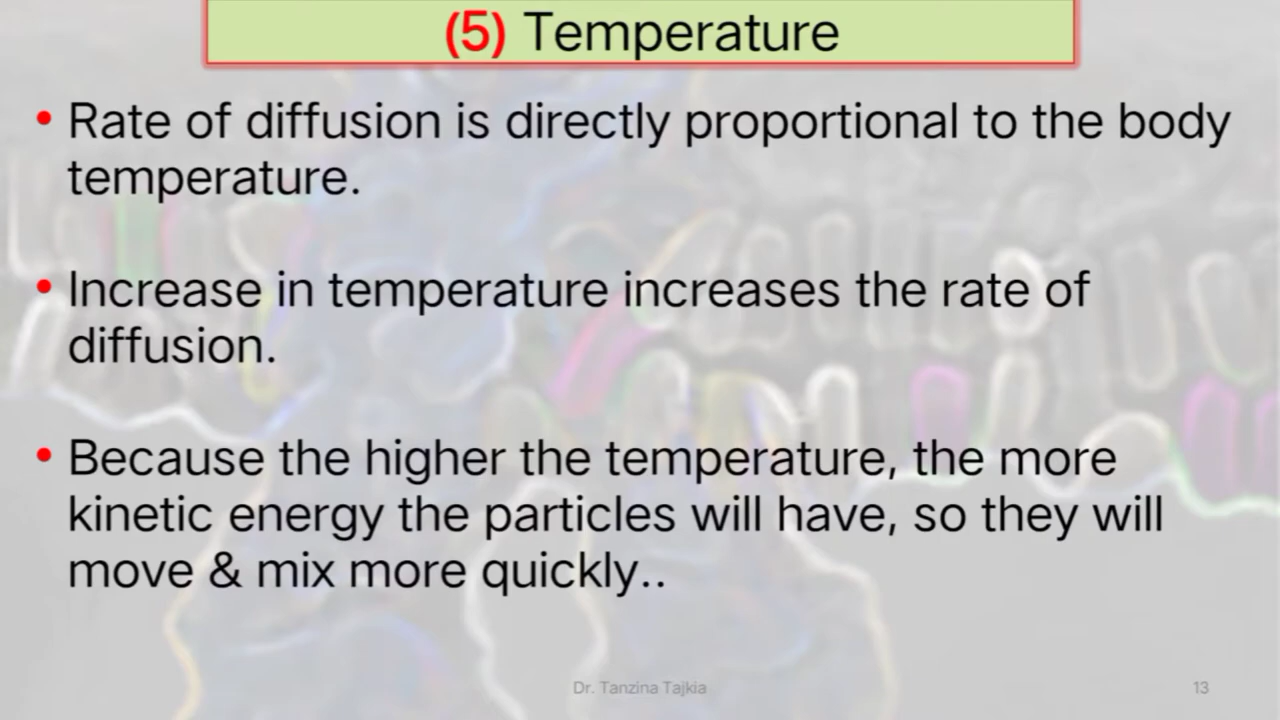 (5) Temperature
• Rate of diffusion is directly proportional to the body
temperature.
• Increase in temperature increases the rate of
diffusion.
• Because the higher the temperature, the more
kinetic energy the particles will have, so they will
move & mix more quickly..
Dr. Tanzina Tajkia
13